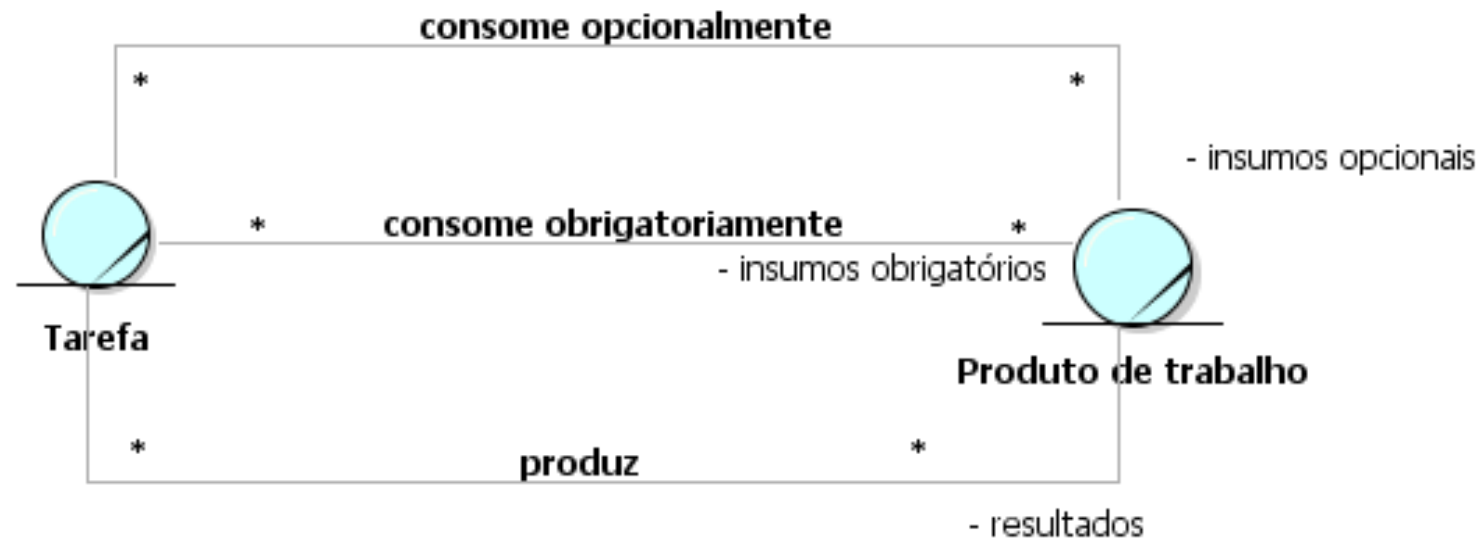 consome opcionalmente
* *
- insumos opcionais
* consome obrigatoriamente *
- insumos obrigatórios
Tarefa
Produto de trabalho
* *
produz
- resultados